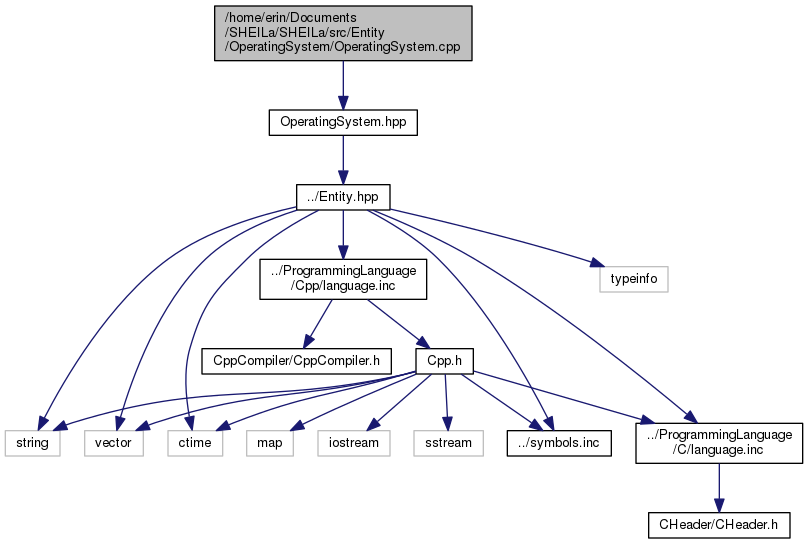 /home/erin/Documents
/SHEILa/SHEILa/src/Entity
/OperatingSystem/OperatingSystem.cpp
OperatingSystem.hpp
../Entity.hpp
../ProgrammingLanguage
/Cpp/language.inc
typeinfo
CppCompiler/CppCompiler.h
Cpp.h
string
vector
ctime
map
iostream
sstream
../symbols.inc
../ProgrammingLanguage
/C/language.inc
CHeader/CHeader.h